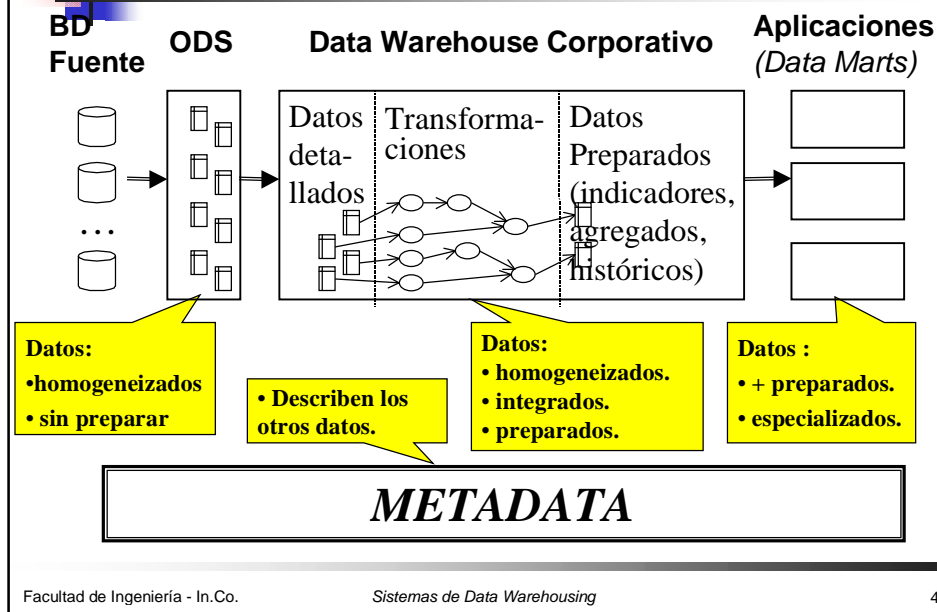 BD
Fuente
ODS
Data Warehouse Corporativo
Aplicaciones
(Data Marts)
Datos
deta-
llados
Transforma-
ciones
Datos
Preparados
(indicadores,
agregados,
históricos)
...
Datos:
•homogeneizados
• sin preparar
• Describen los
otros datos.
Datos:
• homogeneizados.
• integrados.
• preparados.
Datos :
• + preparados.
• especializados.
METADATA
Facultad de Ingeniería - In.Co.
Sistemas de Data Warehousing
4